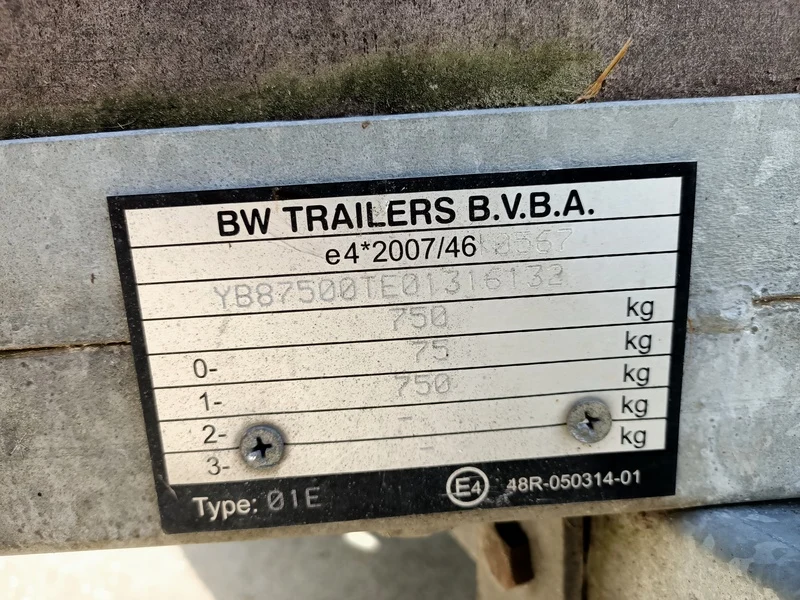 BW TRAILERS B.V.B.A.
e4*2007/46*0367
YB87500TE01316132
750 kg
0- 75 kg
1- 750 kg
2- - kg
3- - kg
Type: 01E E4 48R-050314-01